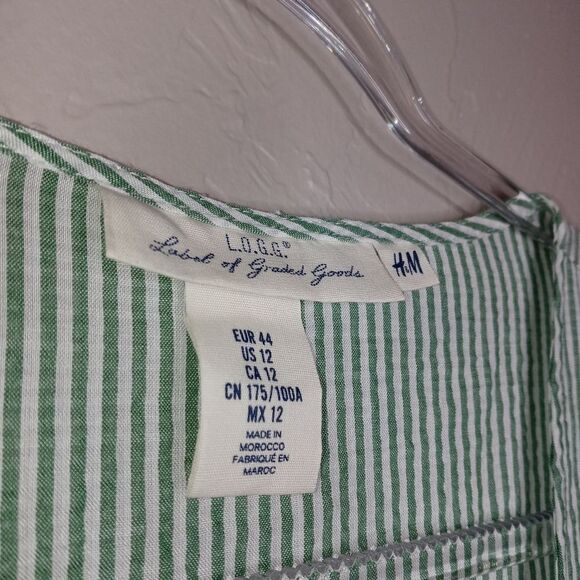 L.O.G.G.®
Label of Graded Goods
H&M
EUR 44
US 12
CA 12
CN 175/100A
MX 12
MADE IN
MOROCCO
FABRIQUÉ EN
MAROC